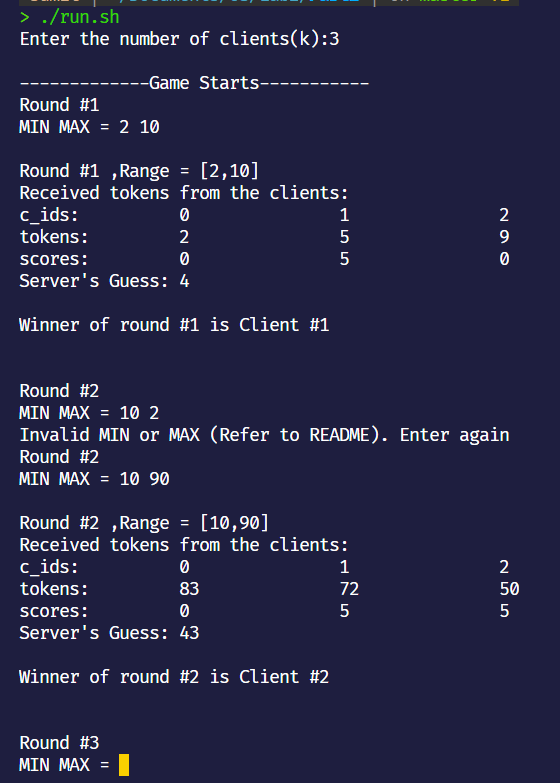 > ./run.sh
Enter the number of clients(k):3
-------------Game Starts-----------
Round #1
MIN MAX = 2 10
Round #1 ,Range = [2,10]
Received tokens from the clients:
c_ids: 0 1 2
tokens: 2 5 9
scores: 0 5 0
Server's Guess: 4
Winner of round #1 is Client #1
Round #2
MIN MAX = 10 2
Invalid MIN or MAX (Refer to README). Enter again
Round #2
MIN MAX = 10 90
Round #2 ,Range = [10,90]
Received tokens from the clients:
c_ids: 0 1 2
tokens: 83 72 50
scores: 0 5 5
Server's Guess: 43
Winner of round #2 is Client #2
Round #3
MIN MAX =